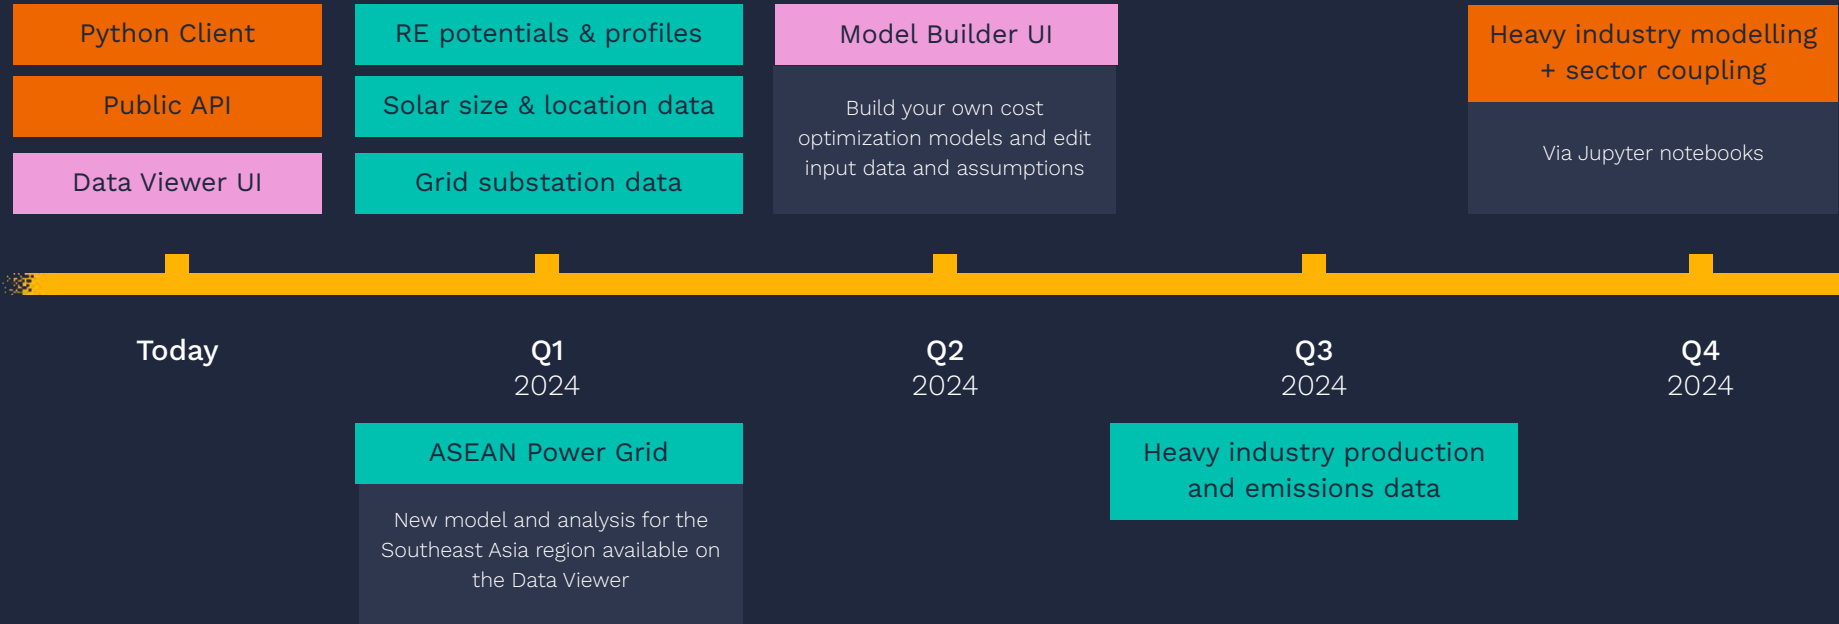 Python Client
Public API
Data Viewer UI
RE potentials & profiles
Solar size & location data
Grid substation data
Model Builder UI
Build your own cost
optimization models and edit
input data and assumptions
Heavy industry modelling
+ sector coupling
Via Jupyter notebooks
Today
Q1
2024
Q2
2024
Q3
2024
Q4
2024
ASEAN Power Grid
New model and analysis for the
Southeast Asia region available on
the Data Viewer
Heavy industry production
and emissions data